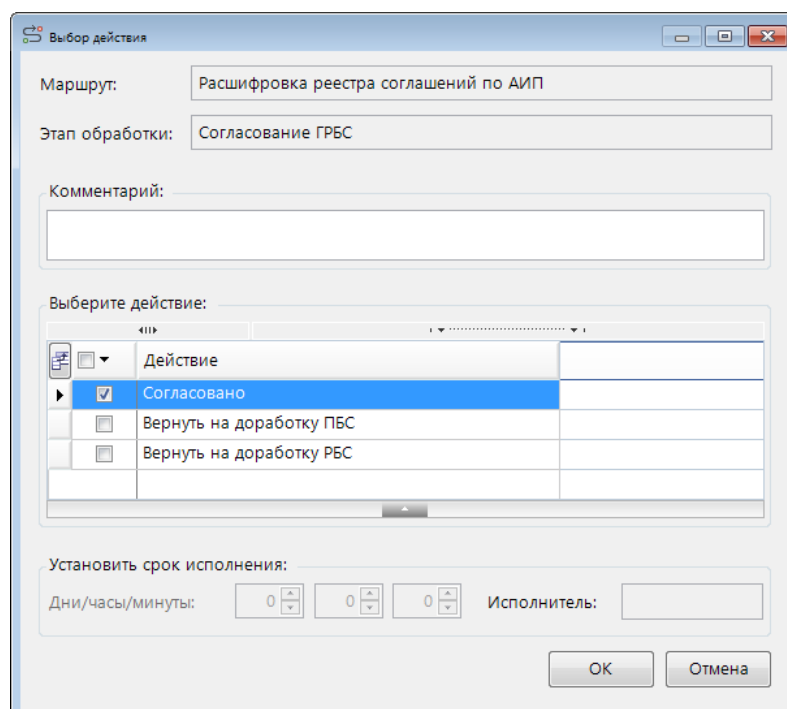 Выбор действия
Маршрут: Расшифровка реестра соглашений по АИП
Этап обработки: Согласование ГРБС
Комментарий:
Выберите действие:
Действие
Согласовано
Вернуть на доработку ПБС
Вернуть на доработку РБС
Установить срок исполнения:
Дни/часы/минуты: 0 0 0 Исполнитель:
ОК Отмена